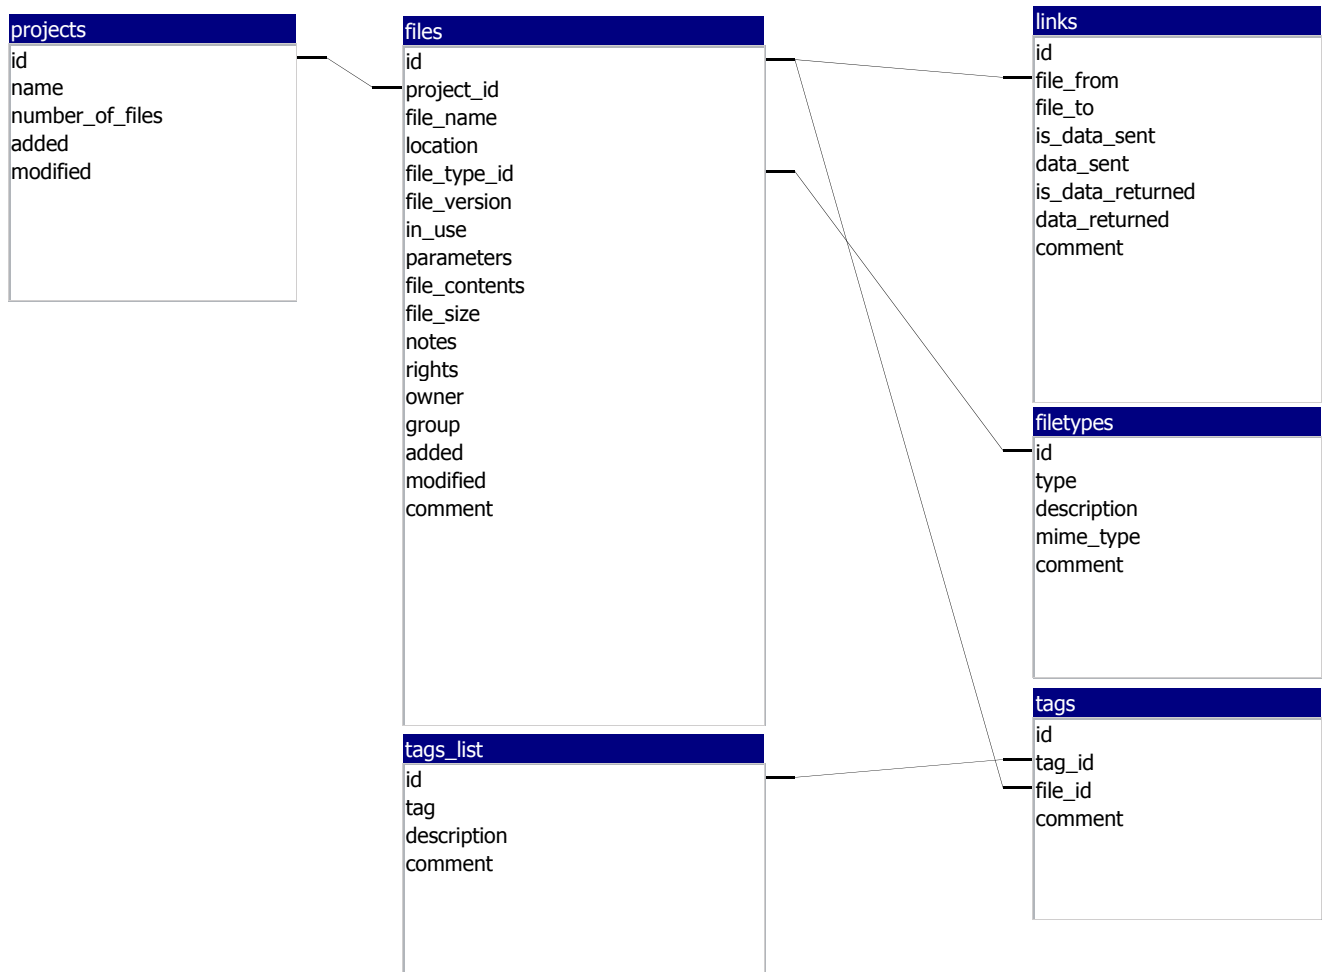 projects
id
name
number_of_files
added
modified
files
id
project_id
file_name
location
file_type_id
file_version
in_use
parameters
file_contents
file_size
notes
rights
owner
group
added
modified
comment
links
id
file_from
file_to
is_data_sent
data_sent
is_data_returned
data_returned
comment
filetypes
id
type
description
mime_type
comment
tags_list
id
tag
description
comment
tags
id
tag_id
file_id
comment